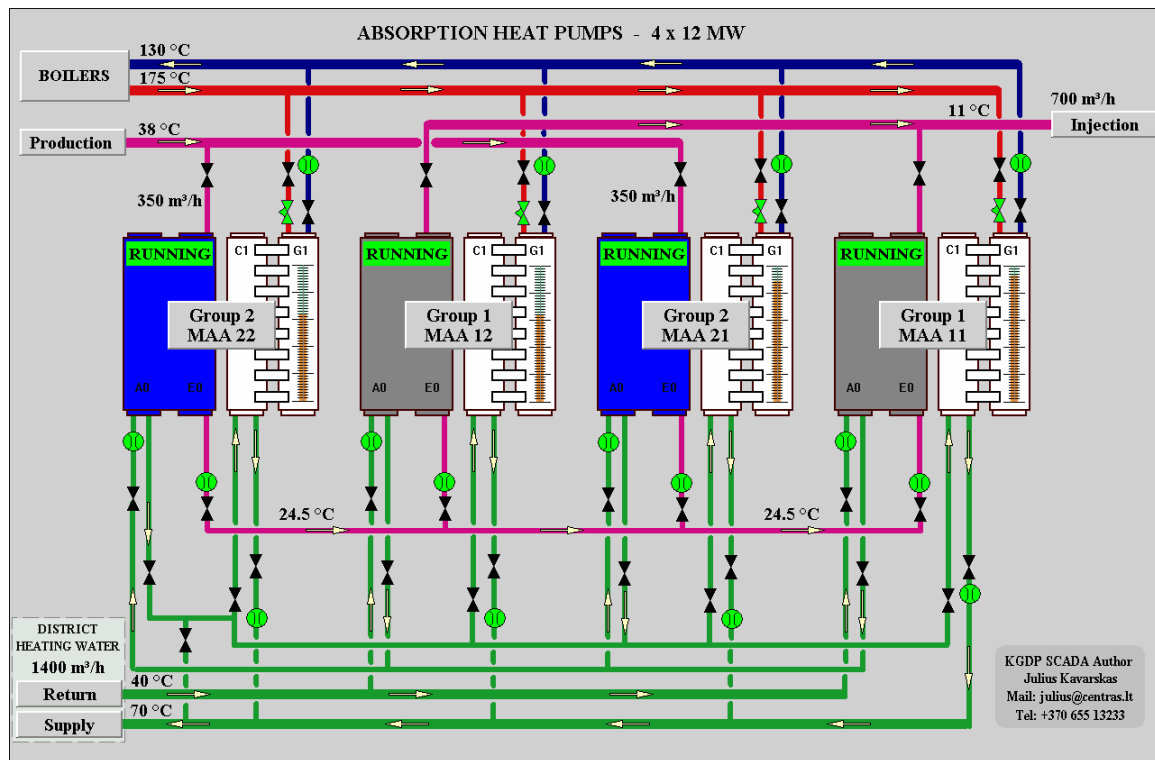 ABSORPTION HEAT PUMPS - 4 x 12 MW
130 °C
BOILERS
175 °C
700 m³/h
11 °C
Injection
38 °C
Production
350 m³/h
350 m³/h
RUNNING
C1
G1
RUNNING
C1
G1
RUNNING
C1
G1
RUNNING
C1
G1
Group 2
MAA 22
Group 1
MAA 12
Group 2
MAA 21
Group 1
MAA 11
A0
E0
A0
E0
A0
E0
A0
E0
24.5 °C
24.5 °C
DISTRICT
HEATING WATER
1400 m³/h
Return
40 °C
Supply
70 °C
KGDP SCADA Author
Julius Kavarskas
Mail: julius@centras.lt
Tel: +370 655 13233